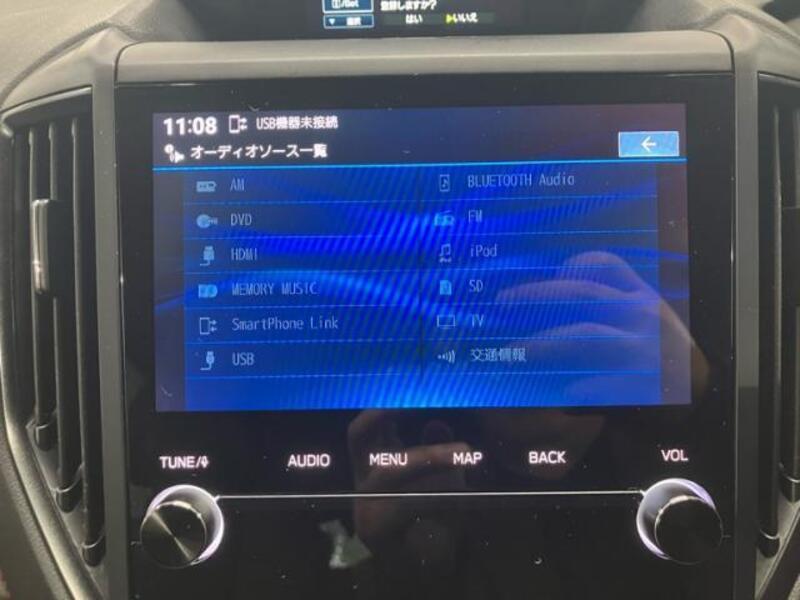 登録しますか?
選択 はい ▶いいえ
11:08 USB機器未接続
オーディオソース一覧
AM BLUETOOTH Audio
DVD FM
HDMI iPod
MEMORY MUSIC SD
SmartPhone Link TV
USB 交通情報
TUNE/ AUDIO MENU MAP BACK VOL